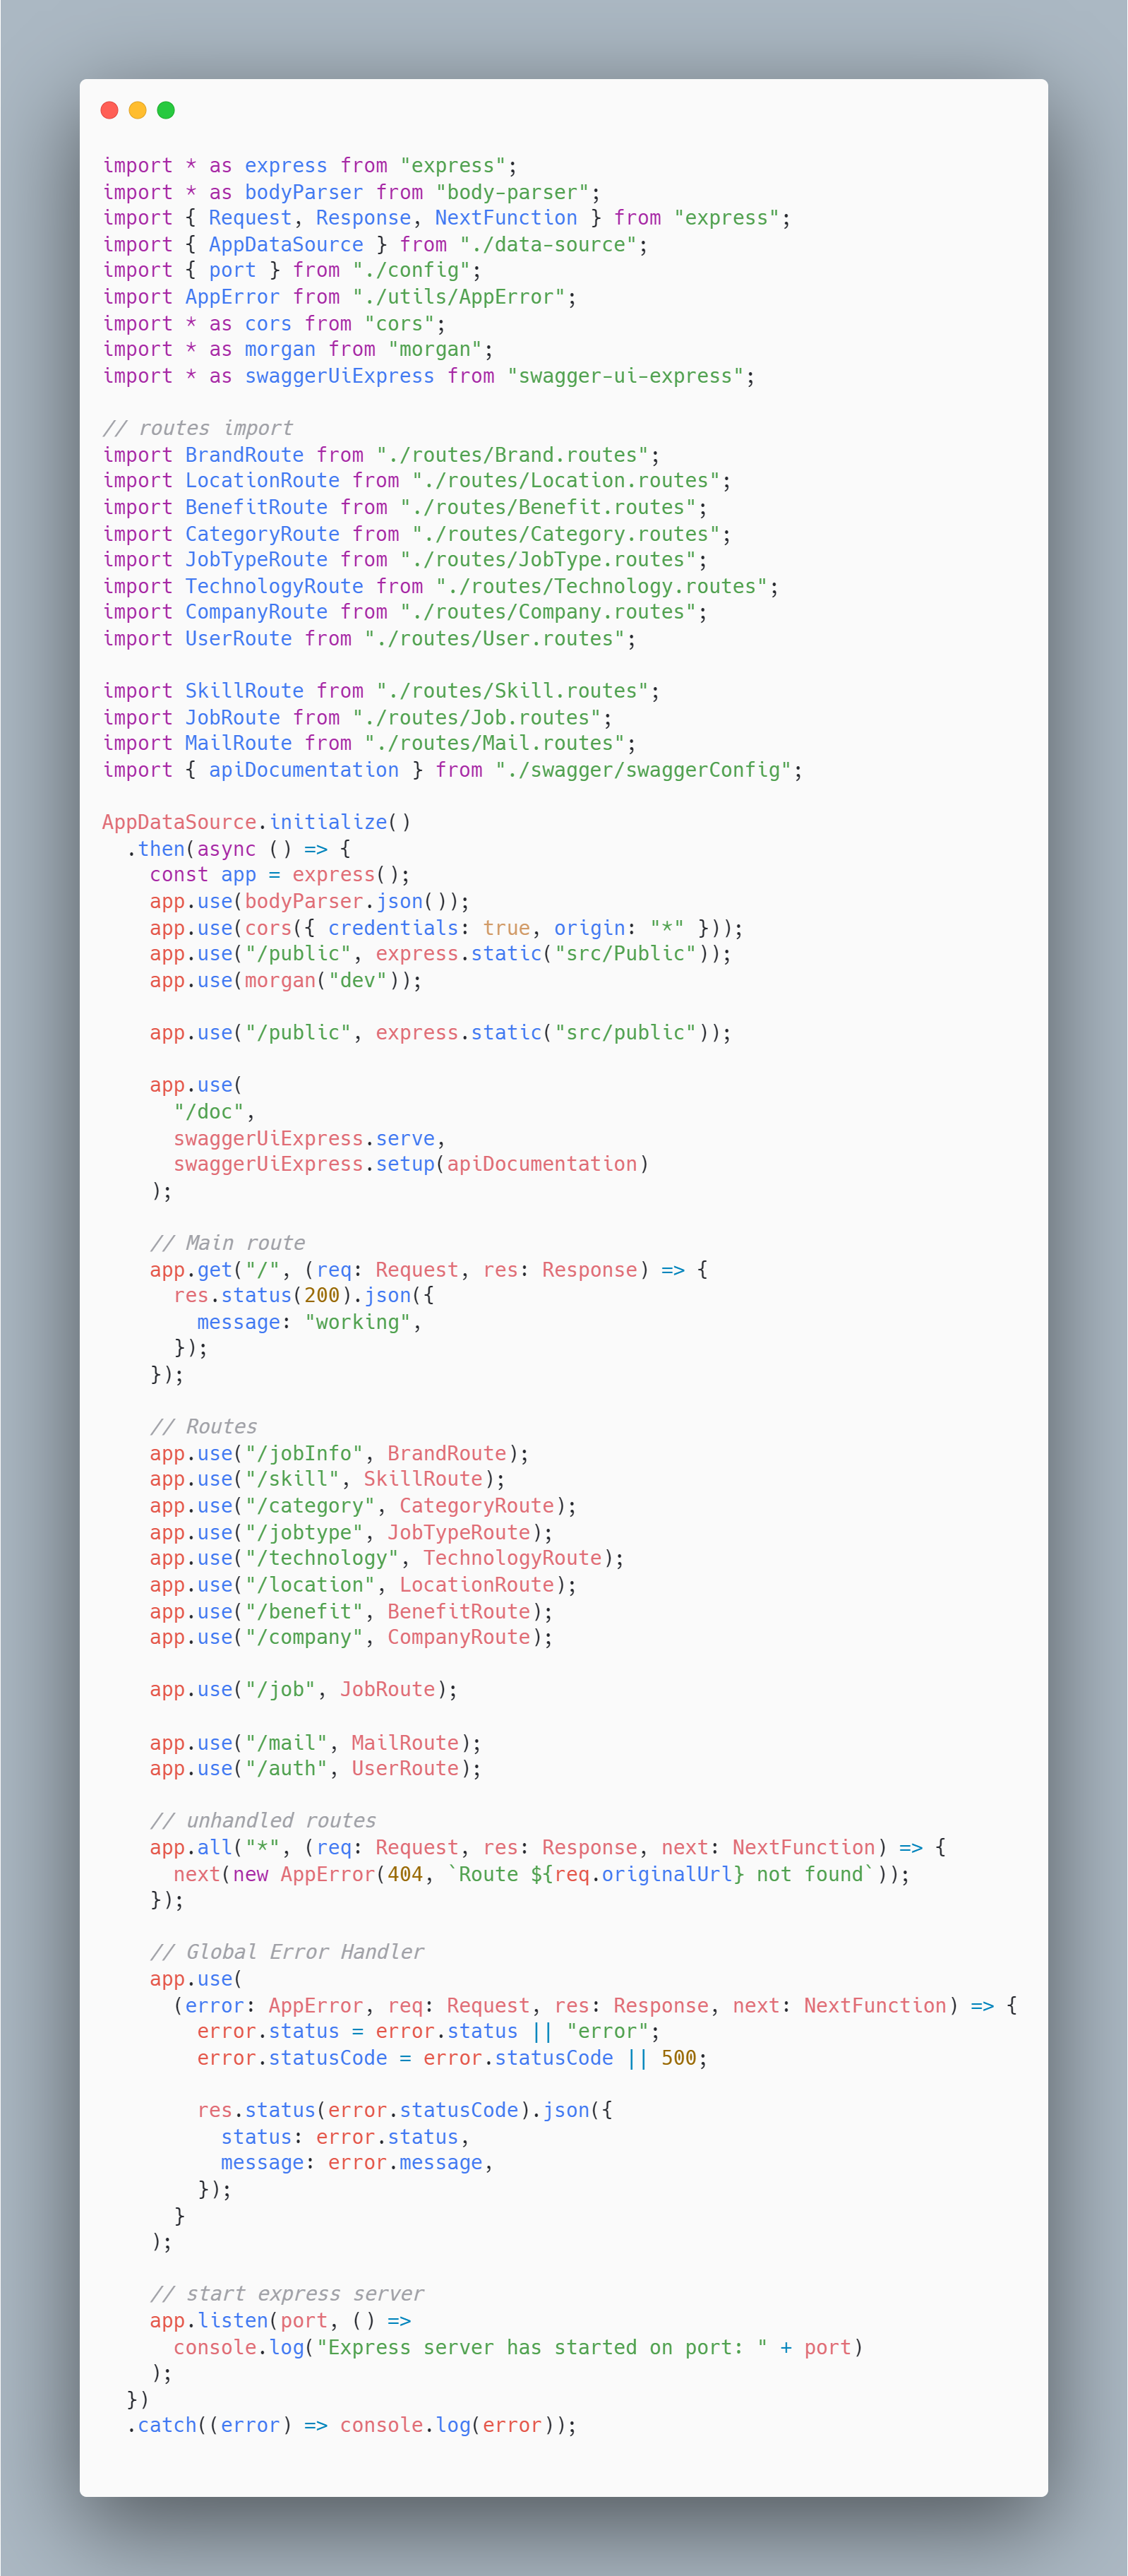 import * as express from "express";
import * as bodyParser from "body-parser";
import { Request, Response, NextFunction } from "express";
import { AppDataSource } from "./data-source";
import { port } from "./config";
import AppError from "./utils/AppError";
import * as cors from "cors";
import * as morgan from "morgan";
import * as swaggerUiExpress from "swagger-ui-express";

// routes import
import BrandRoute from "./routes/Brand.routes";
import LocationRoute from "./routes/Location.routes";
import BenefitRoute from "./routes/Benefit.routes";
import CategoryRoute from "./routes/Category.routes";
import JobTypeRoute from "./routes/JobType.routes";
import TechnologyRoute from "./routes/Technology.routes";
import CompanyRoute from "./routes/Company.routes";
import UserRoute from "./routes/User.routes";

import SkillRoute from "./routes/Skill.routes";
import JobRoute from "./routes/Job.routes";
import MailRoute from "./routes/Mail.routes";
import { apiDocumentation } from "./swagger/swaggerConfig";

AppDataSource.initialize()
  .then(async () => {
    const app = express();
    app.use(bodyParser.json());
    app.use(cors({ credentials: true, origin: "*" }));
    app.use("/public", express.static("src/Public"));
    app.use(morgan("dev"));

    app.use("/public", express.static("src/public"));

    app.use(
      "/doc",
      swaggerUiExpress.serve,
      swaggerUiExpress.setup(apiDocumentation)
    );

    // Main route
    app.get("/", (req: Request, res: Response) => {
      res.status(200).json({
        message: "working",
      });
    });

    // Routes
    app.use("/jobInfo", BrandRoute);
    app.use("/skill", SkillRoute);
    app.use("/category", CategoryRoute);
    app.use("/jobtype", JobTypeRoute);
    app.use("/technology", TechnologyRoute);
    app.use("/location", LocationRoute);
    app.use("/benefit", BenefitRoute);
    app.use("/company", CompanyRoute);

    app.use("/job", JobRoute);

    app.use("/mail", MailRoute);
    app.use("/auth", UserRoute);

    // unhandled routes
    app.all("*", (req: Request, res: Response, next: NextFunction) => {
      next(new AppError(404, `Route ${req.originalUrl} not found`));
    });

    // Global Error Handler
    app.use(
      (error: AppError, req: Request, res: Response, next: NextFunction) => {
        error.status = error.status || "error";
        error.statusCode = error.statusCode || 500;

        res.status(error.statusCode).json({
          status: error.status,
          message: error.message,
        });
      }
    );

    // start express server
    app.listen(port, () =>
      console.log("Express server has started on port: " + port)
    );
  })
  .catch((error) => console.log(error));